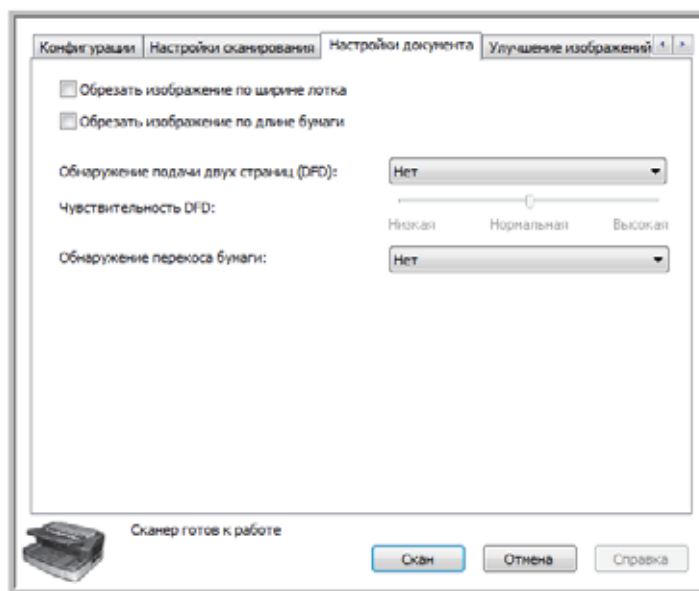 Конфигурации Настройки сканирования Настройки документа Улучшение изображений
Обрезать изображение по ширине лотка
Обрезать изображение по длине бумаги
Обнаружение подачи двух страниц (DFD): Нет
Чувствительность DFD:
Низкая Нормальная Высокая
Обнаружение перекоса бумаги: Нет
Сканер готов к работе
Скан Отмена Справка